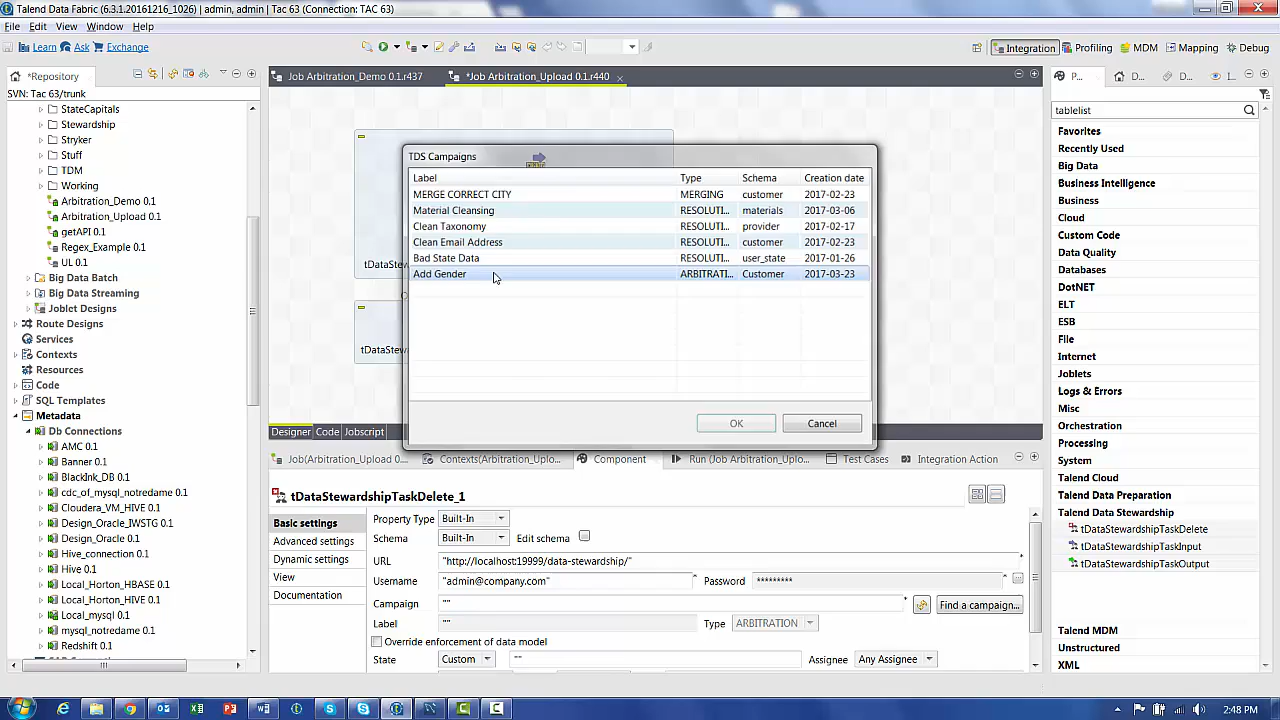 Talend Data Fabric (6.3.1.20161216_1026) | admin, admin | Tac 63 (Connection: TAC 63)
File Edit View Window Help
Learn Ask Exchange
Integration Profiling MDM Mapping Debug
*Repository
Job Arbitration_Demo 0.1.r437
*Job Arbitration_Upload 0.1.r440
P...
D...
D...
SVN: Tac 63/trunk
StateCapitals
Stewardship
Stryker
Stuff
TDM
Working
Arbitration_Demo 0.1
Arbitration_Upload 0.1
getAPI 0.1
Regex_Example 0.1
UL 0.1
Big Data Batch
Big Data Streaming
Joblet Designs
Route Designs
Services
Contexts
Resources
Code
SQL Templates
Metadata
Db Connections
AMC 0.1
Banner 0.1
BlackInk_DB 0.1
cdc_of_mysql_notredame 0.1
Cloudera_VM_HIVE 0.1
Design_Oracle_IWSTG 0.1
Design_Oracle 0.1
Hive_connection 0.1
Hive 0.1
Local_Horton_HBASE 0.1
Local_Horton_HIVE 0.1
Local_mysql 0.1
mysql_notredame 0.1
Redshift 0.1
tDataStew
tDataStew
TDS Campaigns
Label Type Schema Creation date
MERGE CORRECT CITY MERGING customer 2017-02-23
Material Cleansing RESOLUTI... materials 2017-03-06
Clean Taxonomy RESOLUTI... provider 2017-02-17
Clean Email Address RESOLUTI... customer 2017-02-23
Bad State Data RESOLUTI... user_state 2017-01-26
Add Gender ARBITRATI... Customer 2017-03-23
OK Cancel
Designer Code Jobscript
Job(Arbitration_Upload 0....
Contexts(Arbitration_Uplo...
Component
Run (Job Arbitration_Uplo...
Test Cases
Integration Action
tDataStewardshipTaskDelete_1
Basic settings
Advanced settings
Dynamic settings
View
Documentation
Property Type Built-In
Schema Built-In Edit schema
URL "http://localhost:19999/data-stewardship/"
Username "admin@company.com" * Password ********* *
Campaign "" * Find a campaign...
Label "" Type ARBITRATION
Override enforcement of data model
State Custom "" Assignee Any Assignee
tablelist
Favorites
Recently Used
Big Data
Business Intelligence
Business
Cloud
Custom Code
Data Quality
Databases
DotNET
ELT
ESB
File
Internet
Joblets
Logs & Errors
Misc
Orchestration
Processing
System
Talend Cloud
Talend Data Preparation
Talend Data Stewardship
tDataStewardshipTaskDelete
tDataStewardshipTaskInput
tDataStewardshipTaskOutput
Talend MDM
Unstructured
XML
2:48 PM